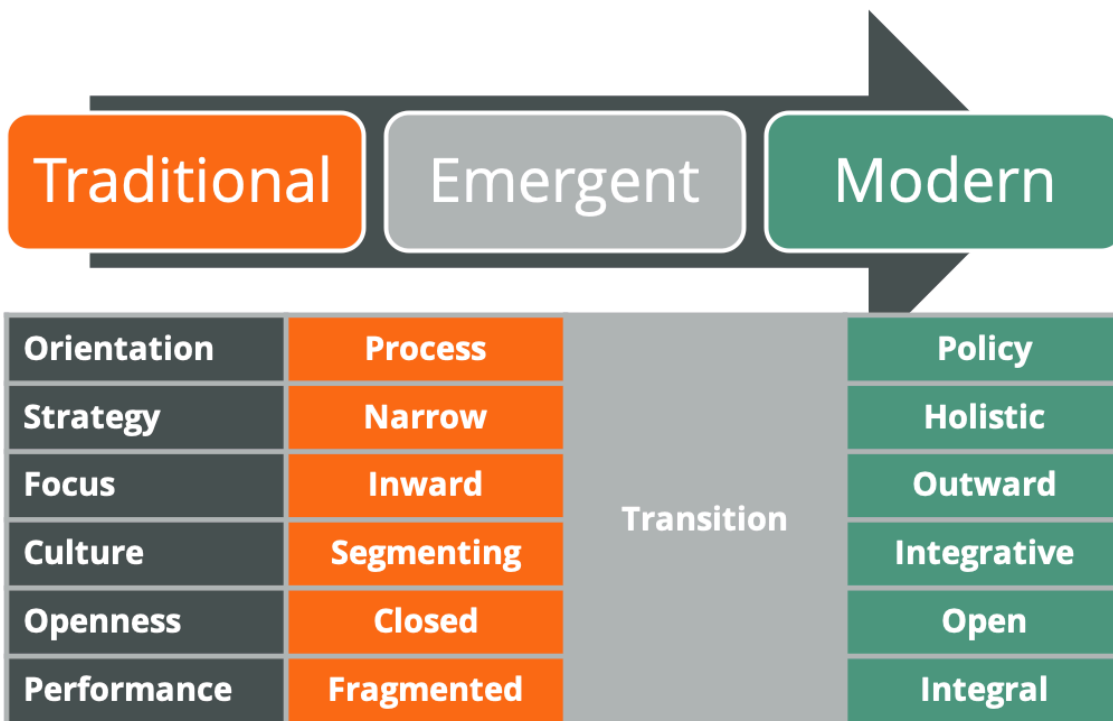 Traditional
Emergent
Modern
Orientation
Process
Policy
Strategy
Narrow
Holistic
Focus
Inward
Outward
Transition
Culture
Segmenting
Integrative
Openness
Closed
Open
Performance
Fragmented
Integral